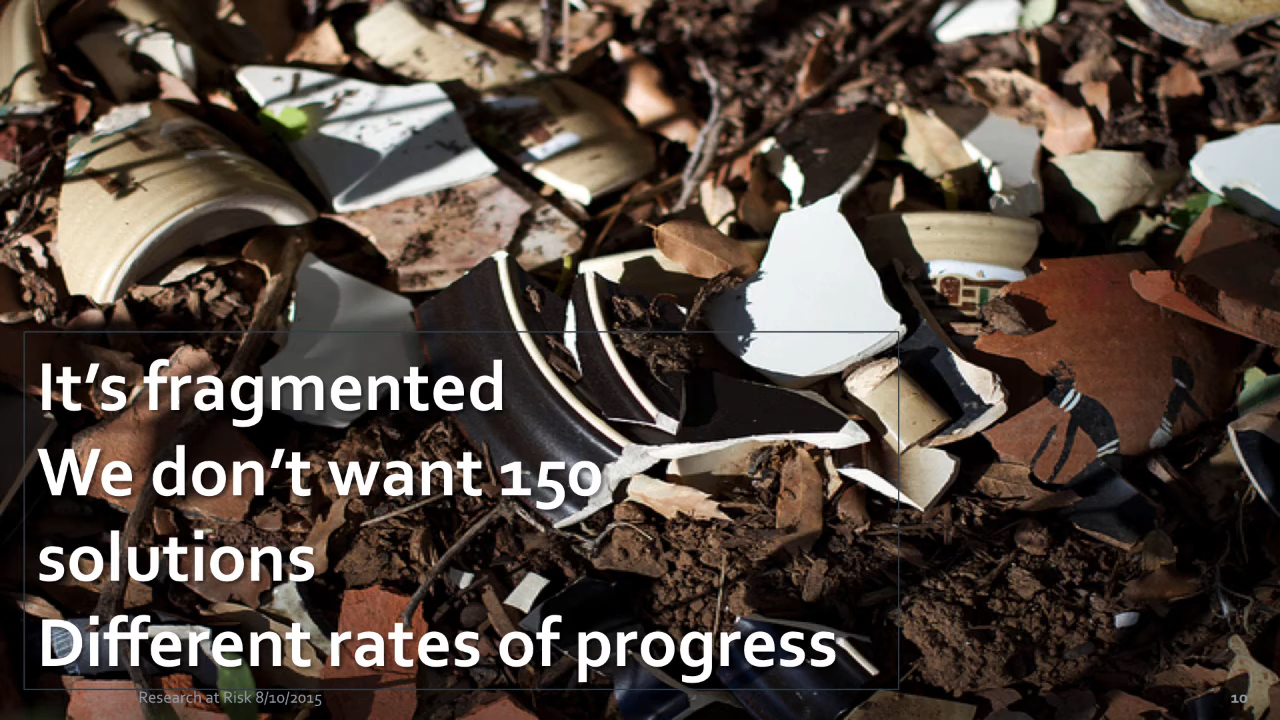 It’s fragmented
We don’t want 150
solutions
Different rates of progress
Research at Risk 8/10/2015
10